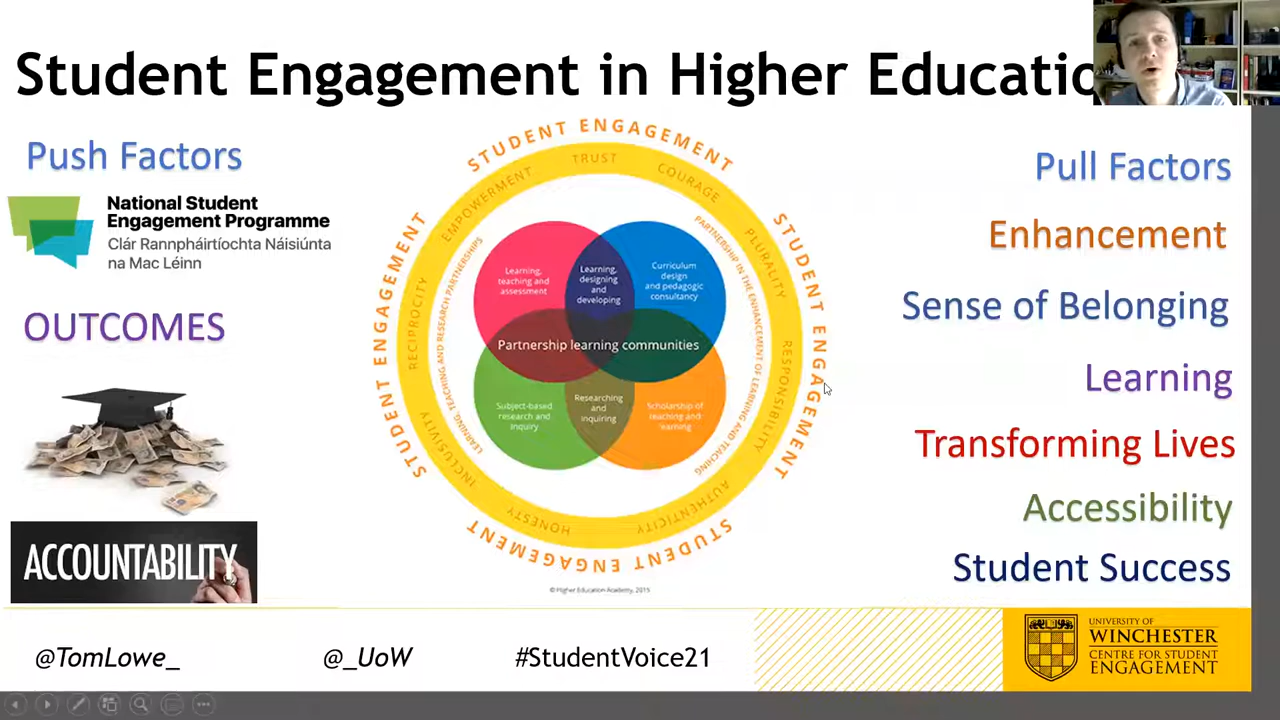 Student Engagement in Higher Educatio
Push Factors
National Student
Engagement Programme
Clár Rannpháirtíochta Náisiúnta
na Mac Léinn
OUTCOMES
ACCOUNTABILITY
STUDENT ENGAGEMENT
STUDENT ENGAGEMENT
STUDENT ENGAGEMENT
STUDENT ENGAGEMENT
TRUST
COURAGE
PLURALITY
RESPONSIBILITY
AUTHENTICITY
HONESTY
INCLUSIVITY
RECIPROCITY
EMPOWERMENT
LEARNING, TEACHING AND RESEARCH PARTNERSHIPS
PARTNERSHIP IN THE ENHANCEMENT OF LEARNING AND TEACHING
Learning,
teaching and
assessment
Learning,
designing
and
developing
Curriculum
design
and pedagogic
consultancy
Partnership learning communities
Subject-based
research and
inquiry
Researching
and
inquiring
Scholarship of
teaching and
learning
© Higher Education Academy, 2015
Pull Factors
Enhancement
Sense of Belonging
Learning
Transforming Lives
Accessibility
Student Success
@TomLowe_
@_UoW
#StudentVoice21
UNIVERSITY OF
WINCHESTER
CENTRE FOR STUDENT
ENGAGEMENT